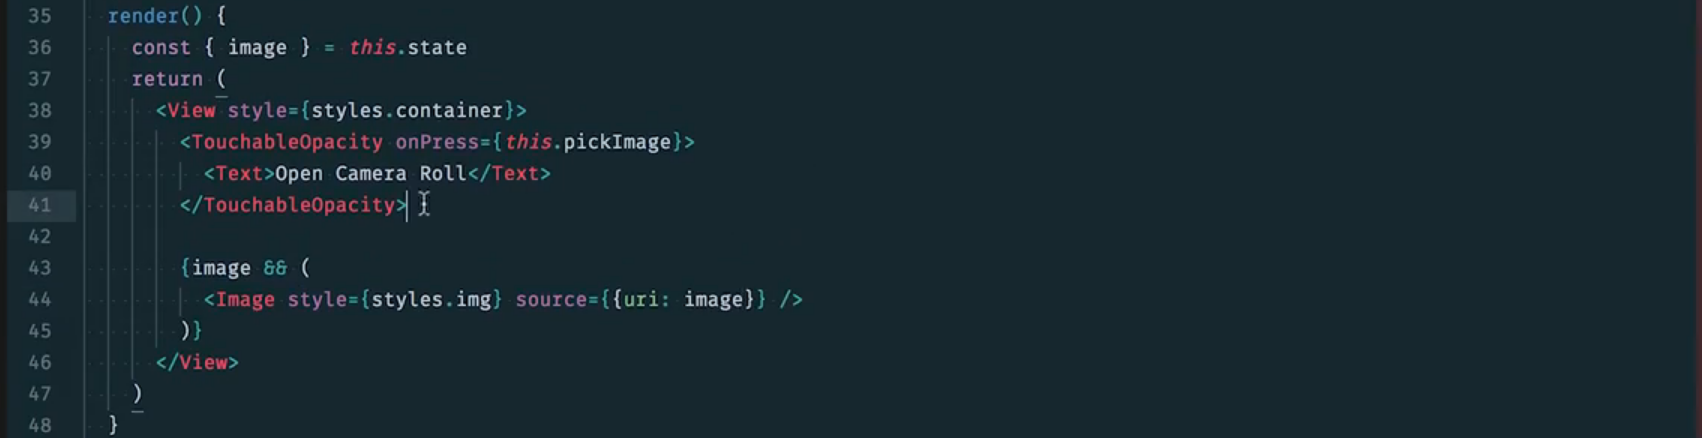 35 render() {
36 const { image } = this.state
37 return (
38 <View style={styles.container}>
39 <TouchableOpacity onPress={this.pickImage}>
40 <Text>Open Camera Roll</Text>
41 </TouchableOpacity>
42
43 {image && (
44 <Image style={styles.img} source={{uri: image}} />
45 )}
46 </View>
47 )
48 }